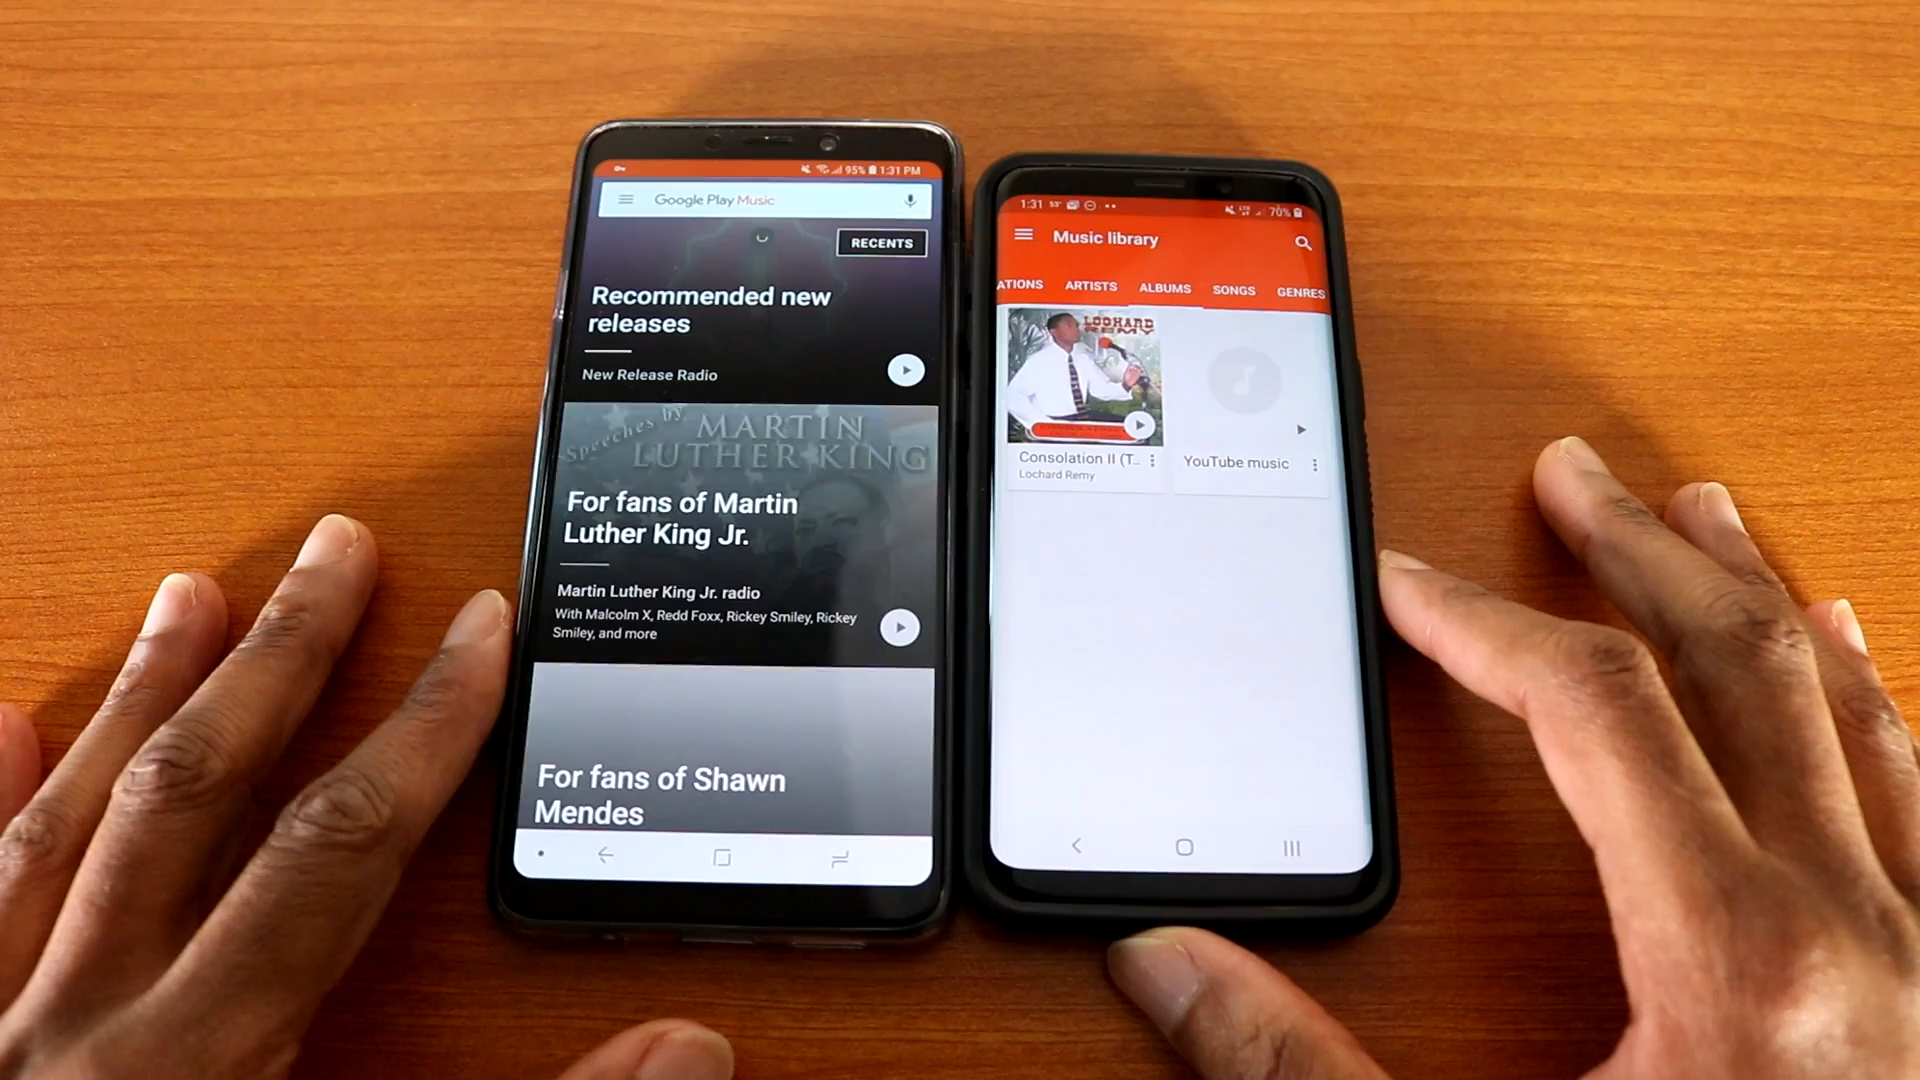 95% 1:31 PM
Google Play Music
RECENTS
Recommended new
releases
New Release Radio
Speeches by MARTIN
LUTHER KING
For fans of Martin
Luther King Jr.
Martin Luther King Jr. radio
With Malcolm X, Redd Foxx, Rickey Smiley, Rickey
Smiley, and more
For fans of Shawn
Mendes
1:31 70%
Music library
ATIONS ARTISTS ALBUMS SONGS GENRES
LOCHARD
REMY
Consolation II (T..
Lochard Remy
YouTube music